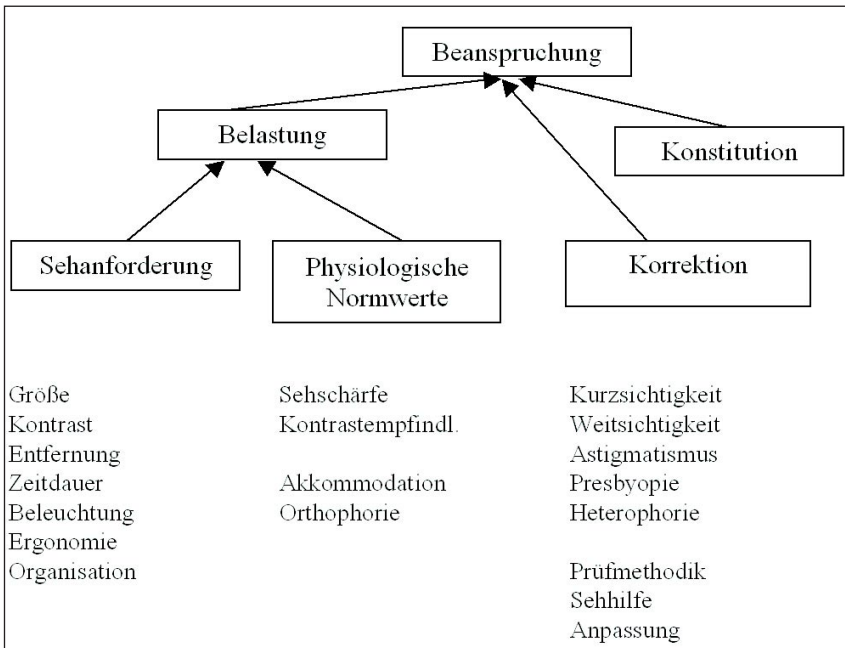 Beanspruchung
Belastung
Konstitution
Sehanforderung
Physiologische
Normwerte
Korrektion
Größe
Kontrast
Entfernung
Zeitdauer
Beleuchtung
Ergonomie
Organisation
Sehschärfe
Kontrastempfindl.
Akkommodation
Orthophorie
Kurzsichtigkeit
Weitsichtigkeit
Astigmatismus
Presbyopie
Heterophorie
Prüfmethodik
Sehhilfe
Anpassung